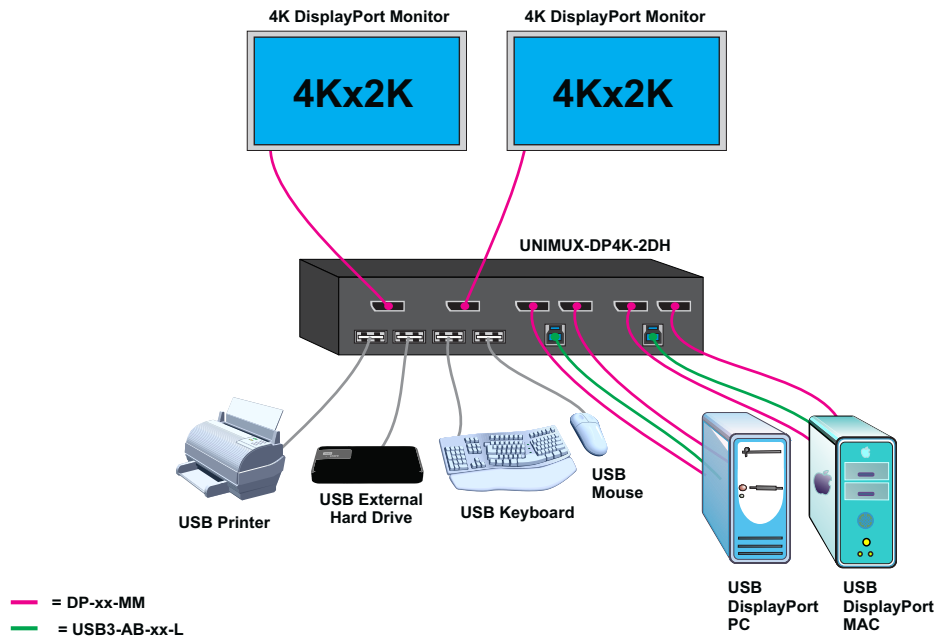 4K DisplayPort Monitor
4K DisplayPort Monitor
4Kx2K
4Kx2K
UNIMUX-DP4K-2DH
USB Printer
USB External
Hard Drive
USB Keyboard
USB
Mouse
USB
DisplayPort
PC
USB
DisplayPort
MAC
= DP-xx-MM
= USB3-AB-xx-L